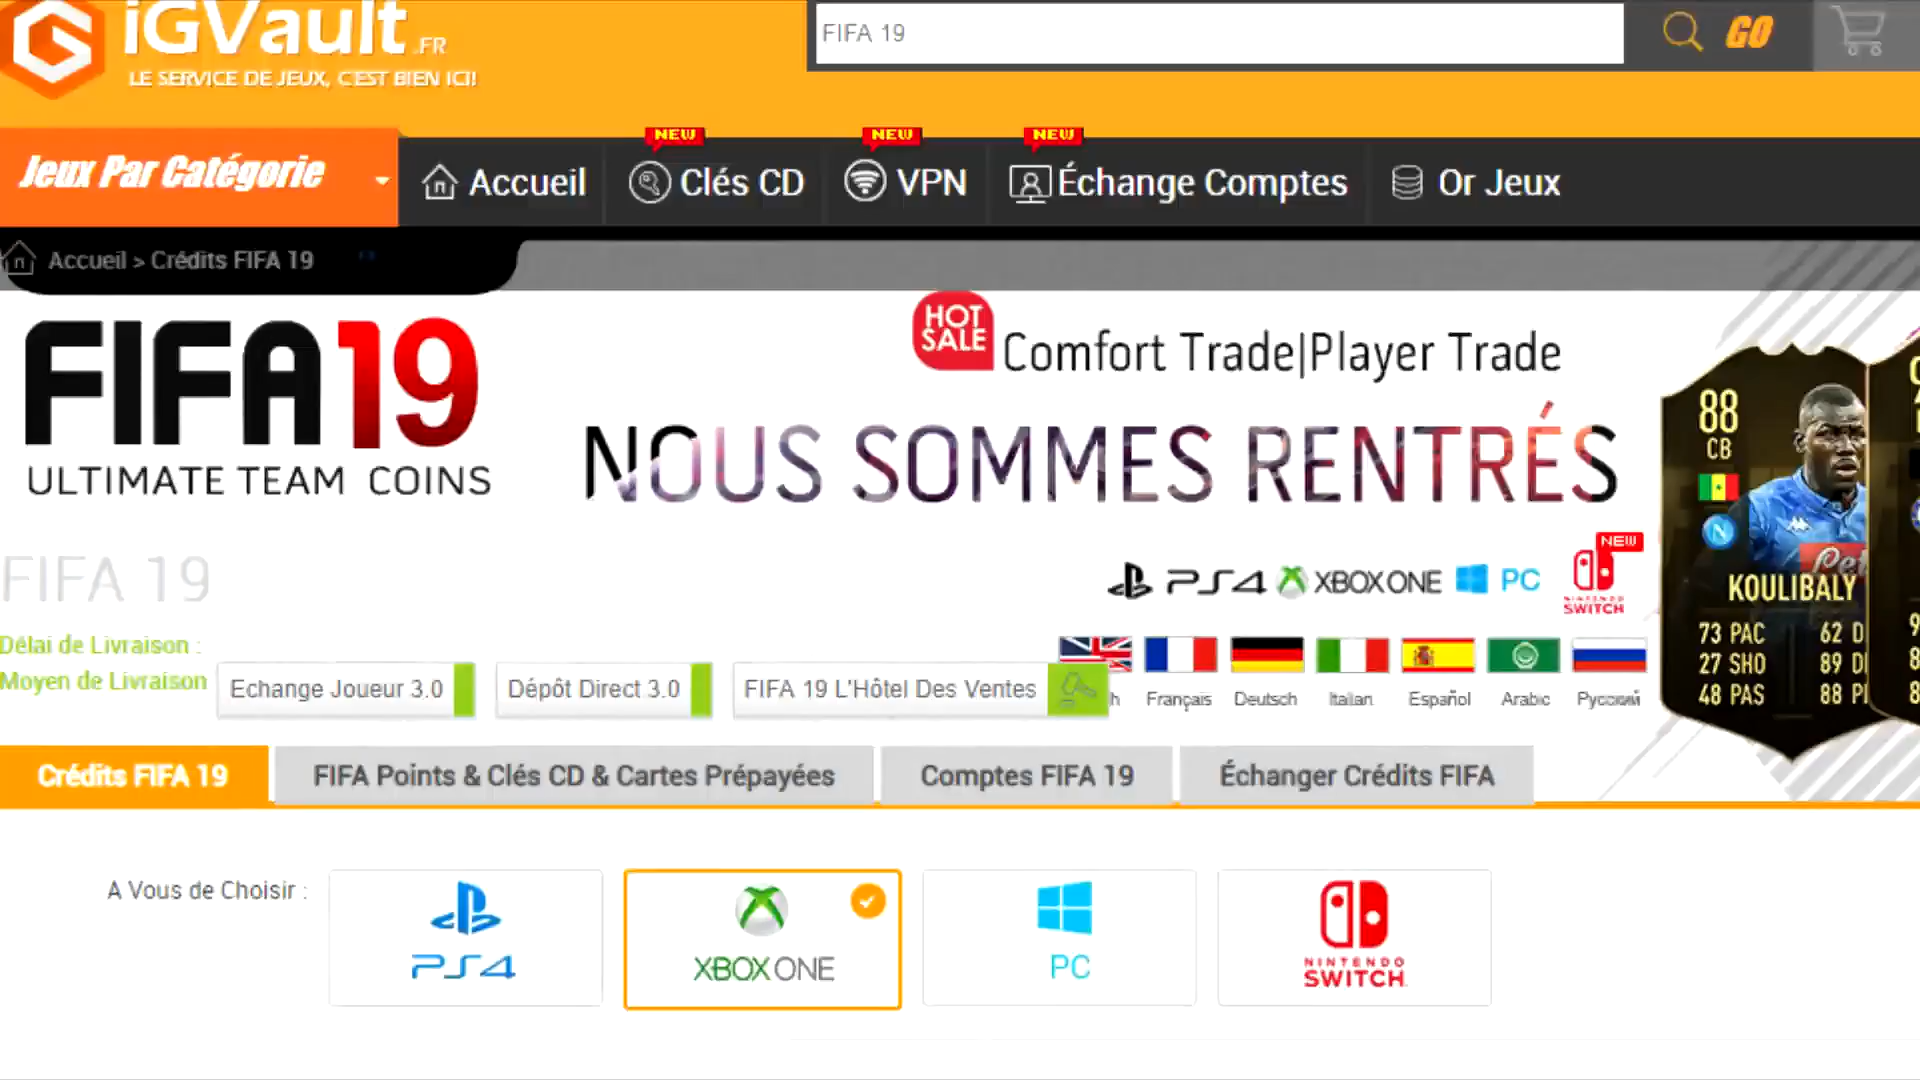 iGVault.FR
LE SERVICE DE JEUX, C'EST BIEN ICI!
FIFA 19
GO
Jeux Par Catégorie
Accueil
NEW
Clés CD
NEW
VPN
NEW
Échange Comptes
Or Jeux
Accueil > Crédits FIFA 19
FIFA19
ULTIMATE TEAM COINS
HOT
SALE
Comfort Trade|Player Trade
NOUS SOMMES RENTRÉS
FIFA 19
PS4
XBOX ONE
PC
NEW
NINTENDO
SWITCH
88
CB
KOULIBALY
73 PAC
27 SHO
48 PAS
62 D
89 D
88 P
Délai de Livraison :
Moyen de Livraison
Echange Joueur 3.0
Dépôt Direct 3.0
FIFA 19 L'Hôtel Des Ventes
h
Français
Deutsch
Italian
Español
Arabic
Русский
Crédits FIFA 19
FIFA Points & Clés CD & Cartes Prépayées
Comptes FIFA 19
Échanger Crédits FIFA
A Vous de Choisir :
PS4
XBOX ONE
PC
NINTENDO
SWITCH